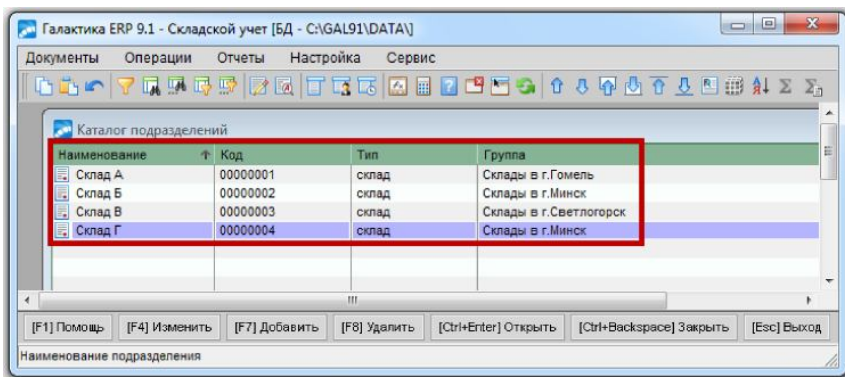 Галактика ERP 9.1 - Складской учет [БД - C:\GAL91\DATA\]
Документы Операции Отчеты Настройка Сервис
Каталог подразделений
Наименование Код Тип Группа
Склад А 00000001 склад Склады в г.Гомель
Склад Б 00000002 склад Склады в г.Минск
Склад В 00000003 склад Склады в г.Светлогорск
Склад Г 00000004 склад Склады в г.Минск
[F1] Помощь [F4] Изменить [F7] Добавить [F8] Удалить [Ctrl+Enter] Открыть [Ctrl+Backspace] Закрыть [Esc] Выход
Наименование подразделения